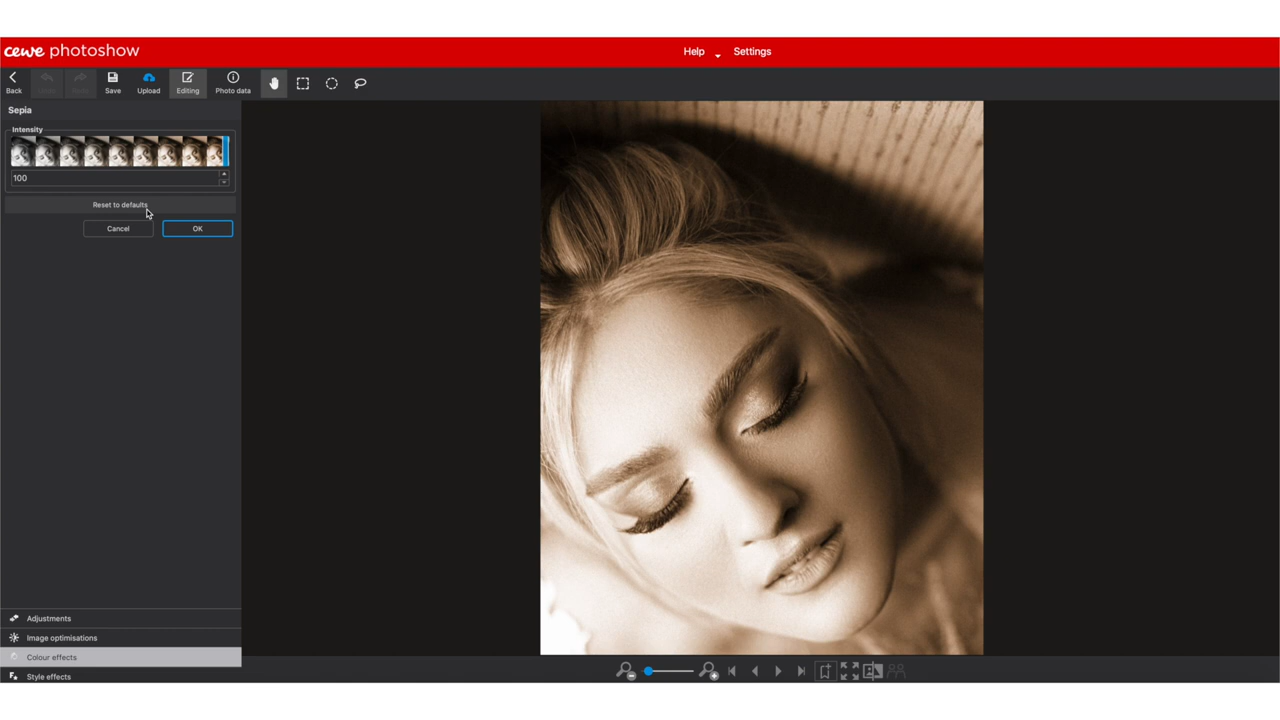 cewe photoshow
Help Settings
Back Save Upload Editing Photo data
Sepia
Intensity
100
Reset to defaults
Cancel OK
Adjustments
Image optimisations
Colour effects
Style effects